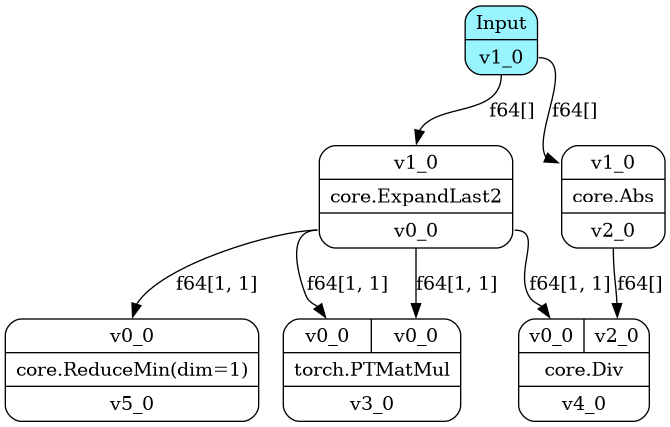 Input
v1_0
f64[]
f64[]
v1_0
core.ExpandLast2
v0_0
v1_0
core.Abs
v2_0
f64[1, 1]
f64[1, 1]
f64[1, 1]
f64[1, 1]
f64[]
v0_0
core.ReduceMin(dim=1)
v5_0
v0_0 v0_0
torch.PTMatMul
v3_0
v0_0 v2_0
core.Div
v4_0